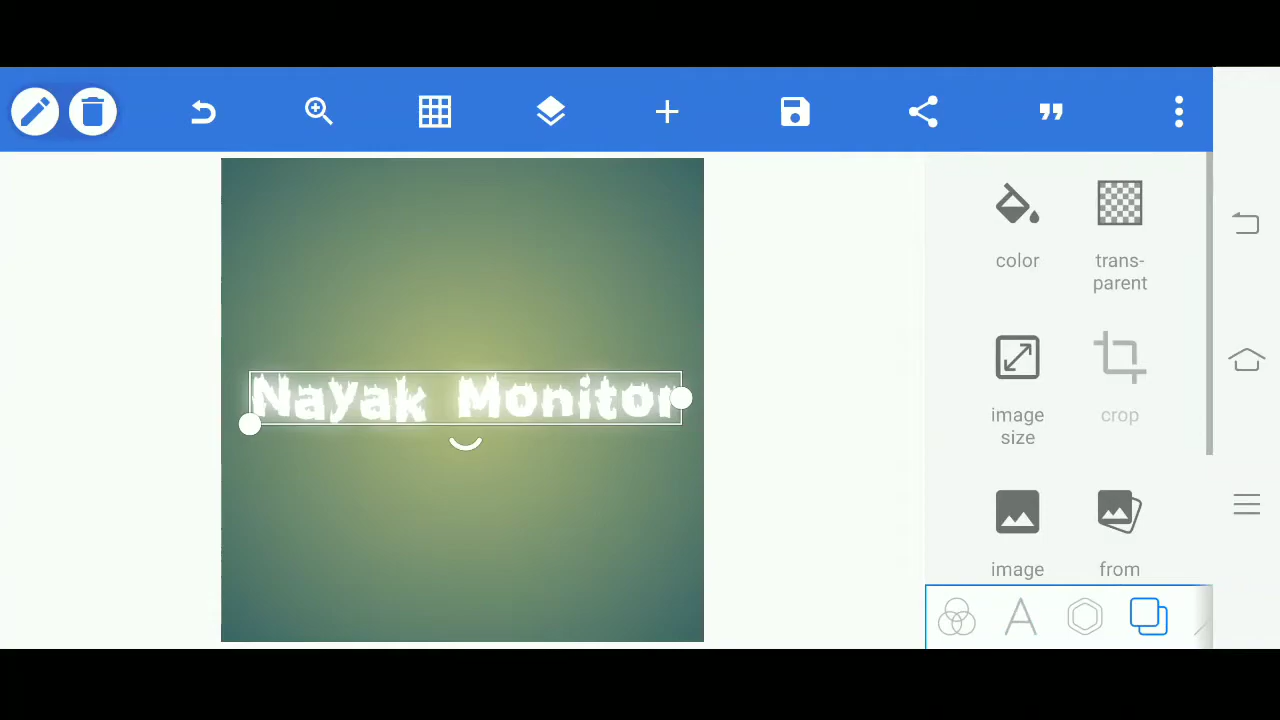 Nayak Monitor
color
trans-
parent
image
size
crop
image
from